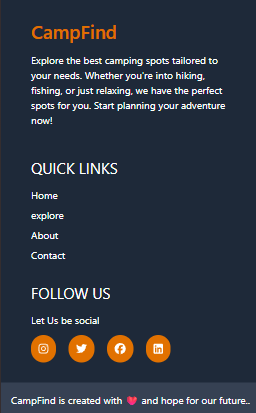 CampFind
Explore the best camping spots tailored to
your needs. Whether you're into hiking,
fishing, or just relaxing, we have the perfect
spots for you. Start planning your adventure
now!
QUICK LINKS
Home
explore
About
Contact
FOLLOW US
Let Us be social
CampFind is created with 💗 and hope for our future..